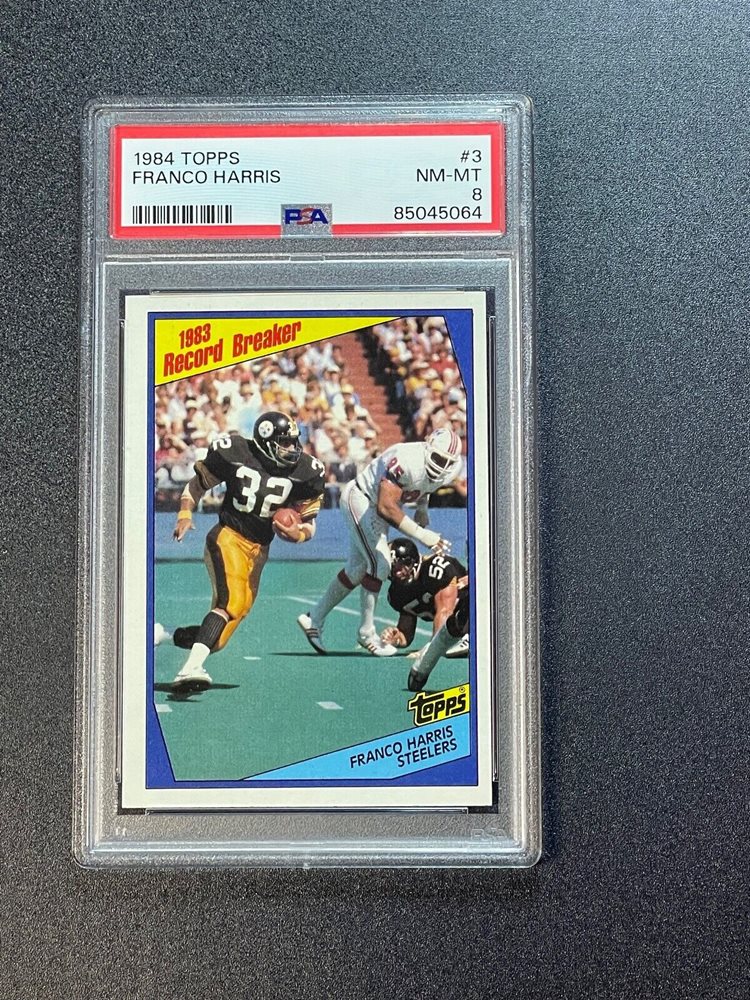 1984 TOPPS #3
FRANCO HARRIS NM-MT
8
PSA 85045064
1983
Record Breaker
32
32
52
52
topps®
FRANCO HARRIS
STEELERS